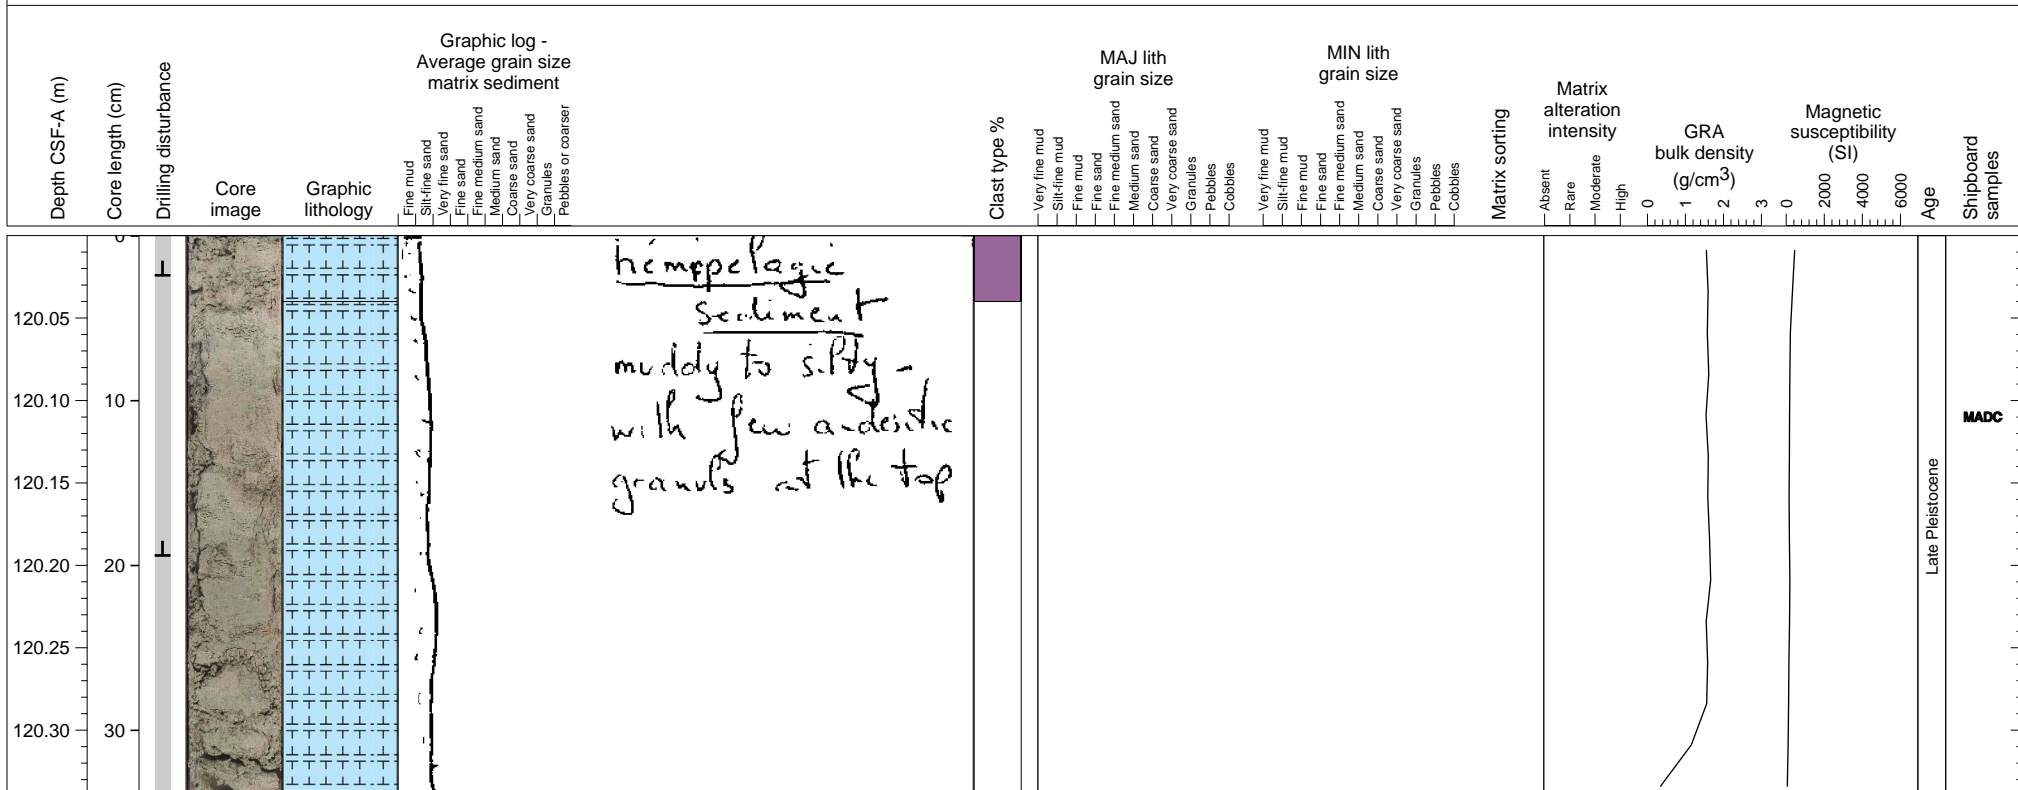 Depth CSF-A (m)
Core length (cm)
Drilling disturbance
Core
image
Graphic
lithology
Graphic log -
Average grain size
matrix sediment
Fine mud
Silt-fine sand
Very fine sand
Fine sand
Fine medium sand
Medium sand
Coarse sand
Very coarse sand
Granules
Pebbles or coarser
Clast type %
MAJ lith
grain size
Very fine mud
Silt-fine mud
Fine mud
Fine sand
Fine medium sand
Medium sand
Coarse sand
Very coarse sand
Granules
Pebbles
Cobbles
MIN lith
grain size
Very fine mud
Silt-fine mud
Fine mud
Fine sand
Fine medium sand
Medium sand
Coarse sand
Very coarse sand
Granules
Pebbles
Cobbles
Matrix sorting
Matrix
alteration
intensity
Absent
Rare
Moderate
High
GRA
bulk density
(g/cm3)
0 1 2 3
Magnetic
susceptibility
(SI)
0 2000 4000 6000
Age
Shipboard
samples
0
120.05
120.10
10
120.15
120.20
20
120.25
120.30
30
hemipelagic
sediment
muddy to silty -
with few andesitic
granuls at the top
Late Pleistocene
MADC